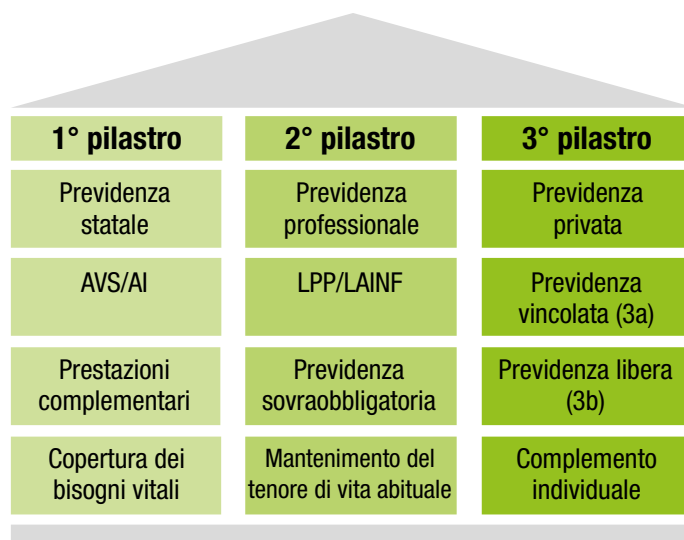 1° pilastro
2° pilastro
3° pilastro
Previdenza
statale
Previdenza
professionale
Previdenza
privata
AVS/AI
LPP/LAINF
Previdenza
vincolata (3a)
Prestazioni
complementari
Previdenza
sovraobbligatoria
Previdenza libera
(3b)
Copertura dei
bisogni vitali
Mantenimento del
tenore di vita abituale
Complemento
individuale